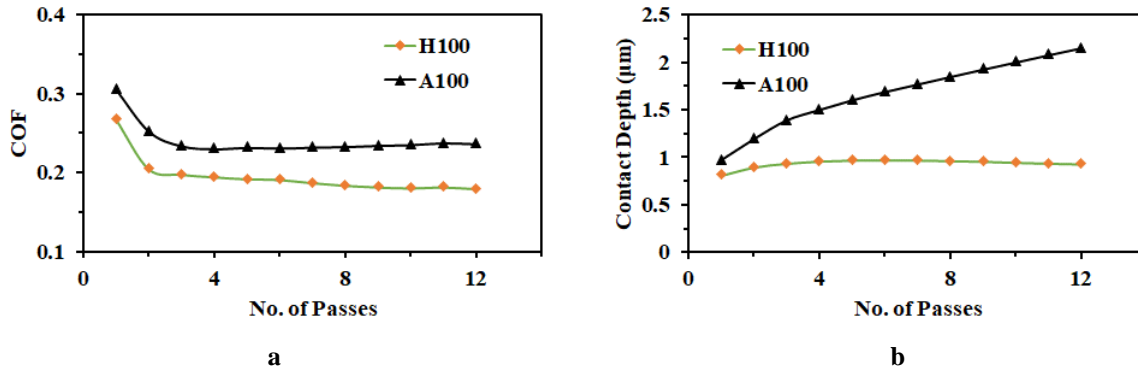 0.4
0.3
0.2
0.1
COF
0
4
8
12
No. of Passes
H100
A100
a
2.5
2
1.5
1
0.5
0
Contact Depth (μm)
0
4
8
12
No. of Passes
H100
A100
b